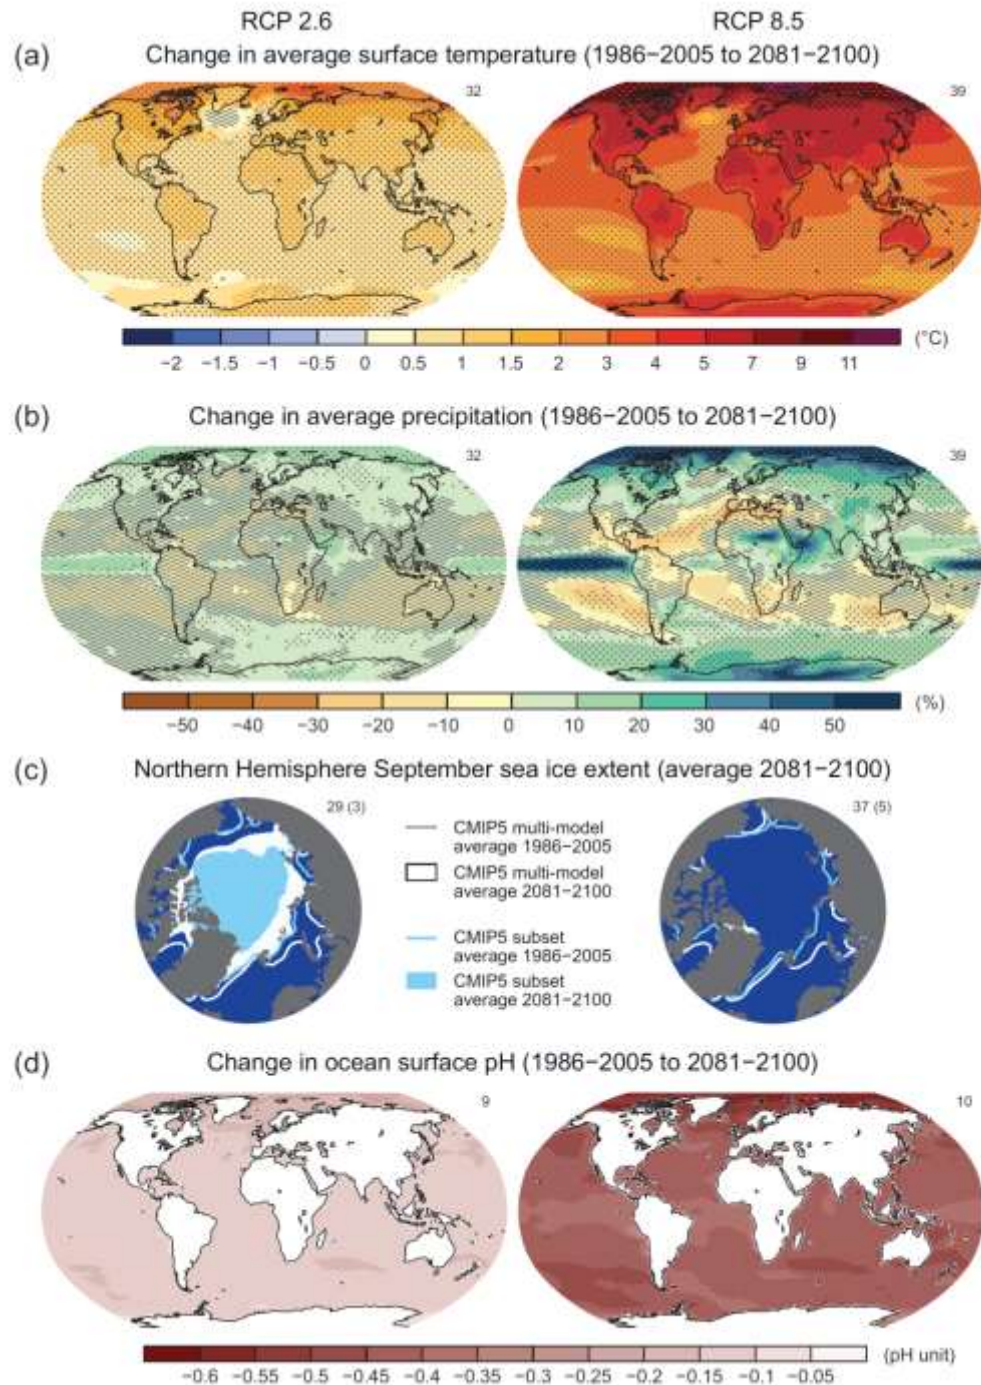 RCP 2.6 RCP 8.5
(a) Change in average surface temperature (1986−2005 to 2081−2100)
32 39
−2 −1.5 −1 −0.5 0 0.5 1 1.5 2 3 4 5 7 9 11 (°C)
(b) Change in average precipitation (1986−2005 to 2081−2100)
32 39
−50 −40 −30 −20 −10 0 10 20 30 40 50 (%)
(c) Northern Hemisphere September sea ice extent (average 2081−2100)
29 (3) 37 (5)
CMIP5 multi-model
average 1986−2005
CMIP5 multi-model
average 2081−2100
CMIP5 subset
average 1986−2005
CMIP5 subset
average 2081−2100
(d) Change in ocean surface pH (1986−2005 to 2081−2100)
9 10
−0.6 −0.55 −0.5 −0.45 −0.4 −0.35 −0.3 −0.25 −0.2 −0.15 −0.1 −0.05 (pH unit)